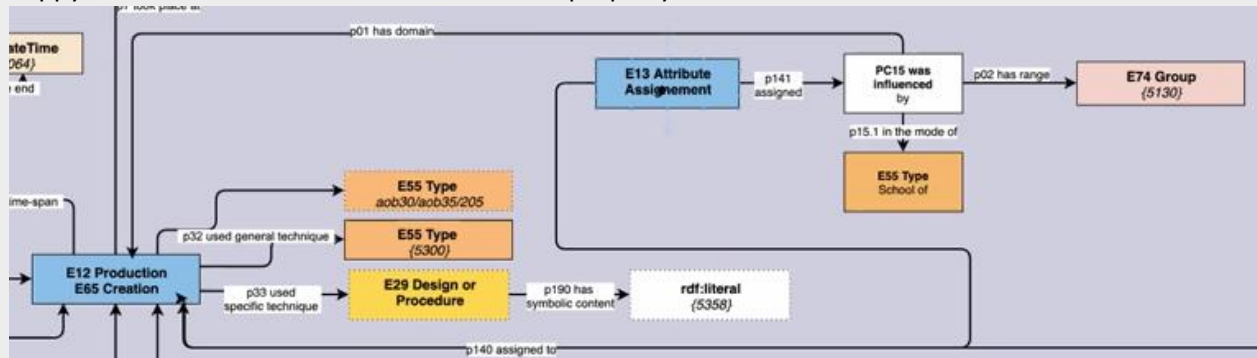 p01 has domain
ateTime
064}
end
E13 Attribute
Assignement
p141
assigned
PC15 was
influenced
by
p02 has range
E74 Group
{5130}
p15.1 in the mode of
E55 Type
School of
E55 Type
aob30/aob35/205
ime-span
p32 used general technique
E55 Type
{5300}
E12 Production
E65 Creation
p33 used
specific technique
E29 Design or
Procedure
p190 has
symbolic content
rdf:literal
{5358}
p140 assigned to